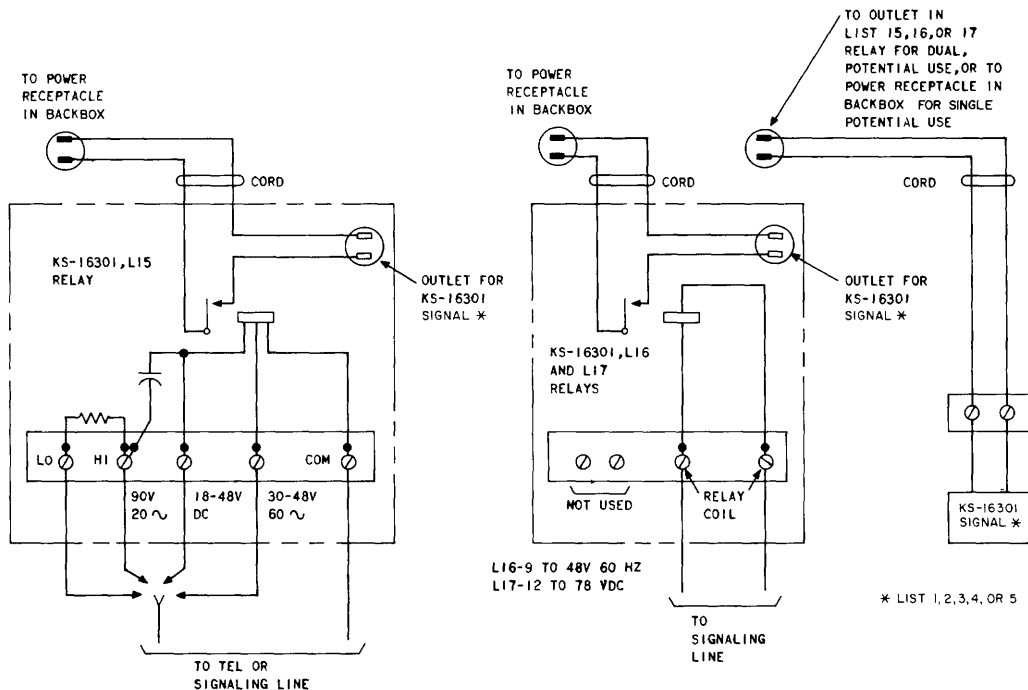 TO POWER
RECEPTACLE
IN BACKBOX
CORD
KS-16301, L15
RELAY
OUTLET FOR
KS-16301
SIGNAL *
LO
HI
COM
90V
20 ∿
18-48V
DC
30-48V
60 ∿
TO TEL OR
SIGNALING LINE
TO POWER
RECEPTACLE
IN BACKBOX
CORD
OUTLET FOR
KS-16301
SIGNAL *
KS-16301, L16
AND L17
RELAYS
NOT USED
RELAY
COIL
L16-9 TO 48V 60 HZ
L17-12 TO 78 VDC
TO
SIGNALING
LINE
TO OUTLET IN
LIST 15, 16, OR 17
RELAY FOR DUAL,
POTENTIAL USE, OR TO
POWER RECEPTACLE IN
BACKBOX FOR SINGLE
POTENTIAL USE
CORD
KS-16301
SIGNAL *
* LIST 1, 2, 3, 4, OR 5